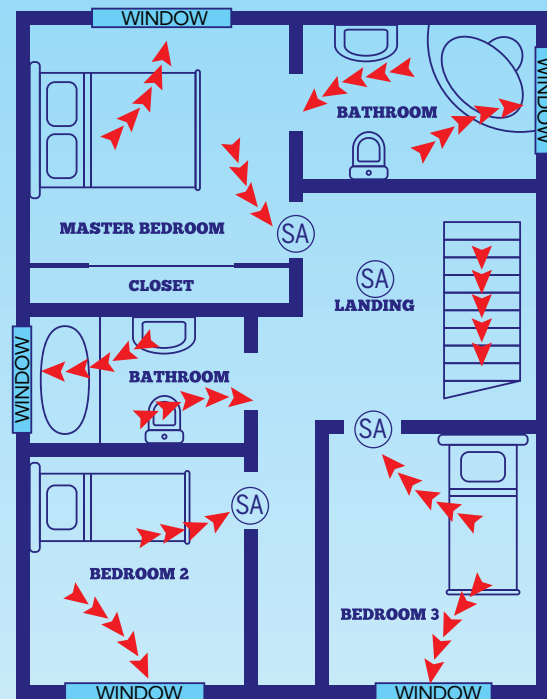 WINDOW
WINDOW
BATHROOM
MASTER BEDROOM
SA
SA
LANDING
CLOSET
WINDOW
BATHROOM
SA
SA
BEDROOM 2
BEDROOM 3
WINDOW
WINDOW